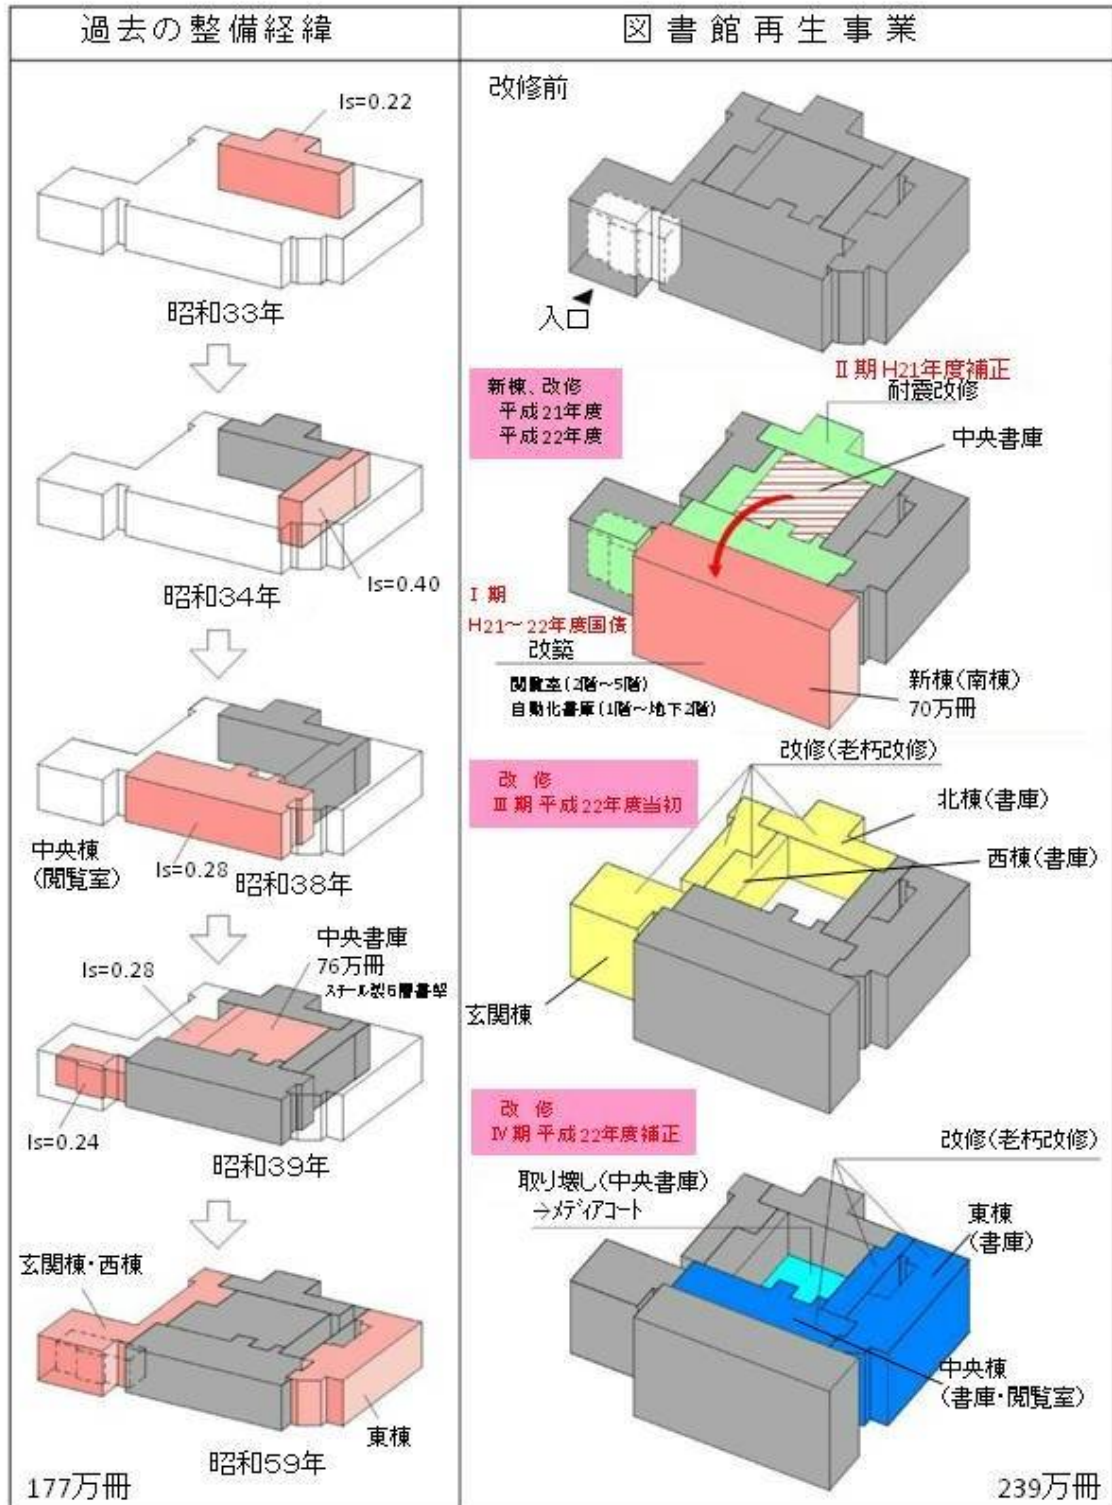 過去の整備経緯
Is=0.22
昭和33年
昭和34年
Is=0.40
中央棟
(閲覧室)
Is=0.28
昭和38年
中央書庫
76万冊
スチール製6層書架
Is=0.28
Is=0.24
昭和39年
玄関棟・西棟
東棟
昭和59年
177万冊
図書館再生事業
改修前
入口
新棟、改修
平成21年度
平成22年度
Ⅱ期 H21年度補正
耐震改修
中央書庫
Ⅰ期
H21~22年度国債
改築
閲覧室(2階~5階)
自動化書庫(1階~地下2階)
新棟(南棟)
70万冊
改修
Ⅲ期 平成22年度当初
改修(老朽改修)
北棟(書庫)
西棟(書庫)
玄関棟
改修
Ⅳ期 平成22年度補正
改修(老朽改修)
取り壊し(中央書庫)
→メディアコート
東棟
(書庫)
中央棟
(書庫・閲覧室)
239万冊